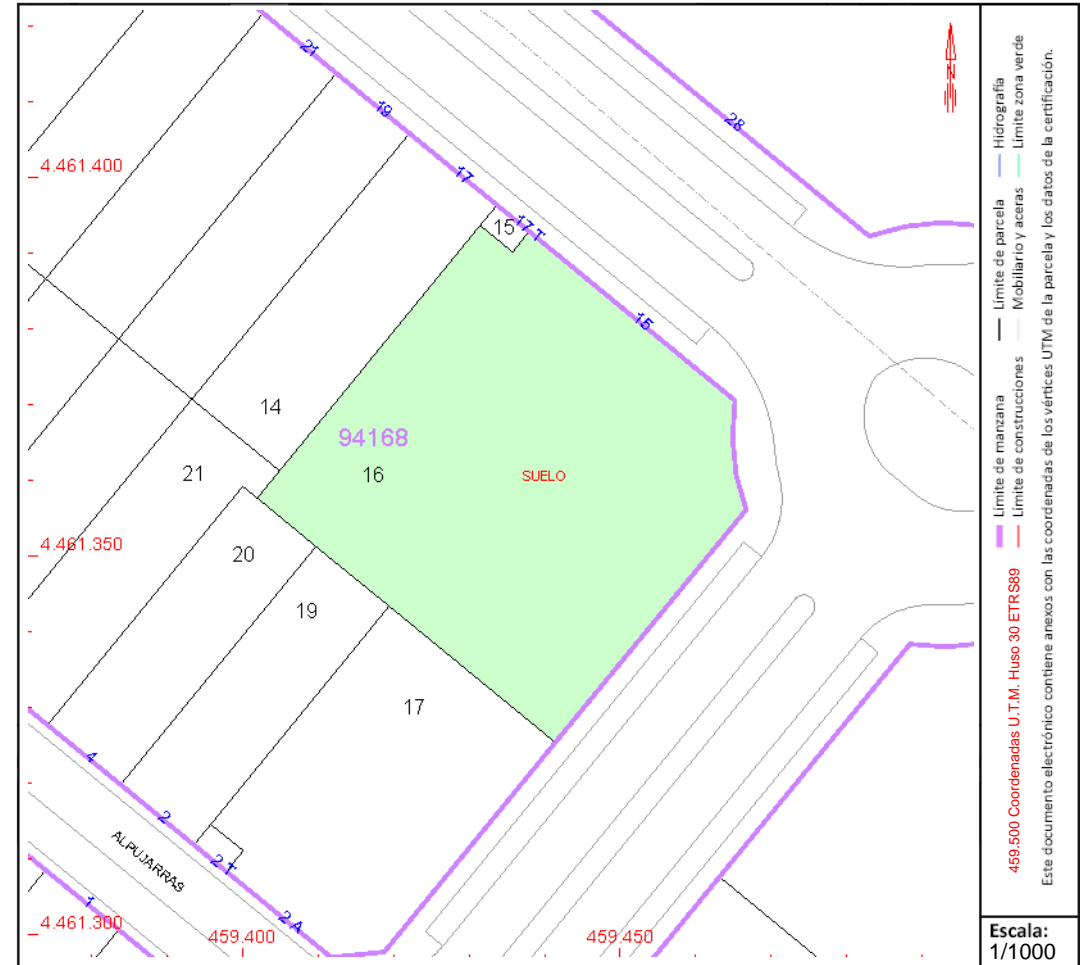 21
19
28
N
4.461.400
17
17 T
15
15
14
94168
16
21
SUELO
4.461.350
20
19
17
4
2
ALPUJARRAS
2 T
1
2 A
4.461.300
459.400
459.450
Límite de manzana
Límite de parcela
Hidrografía
Límite de construcciones
Mobiliario y aceras
Límite zona verde
459.500 Coordenadas U.T.M. Huso 30 ETRS89
Este documento electrónico contiene anexos con las coordenadas de los vértices UTM de la parcela y los datos de la certificación.
Escala:
1/1000